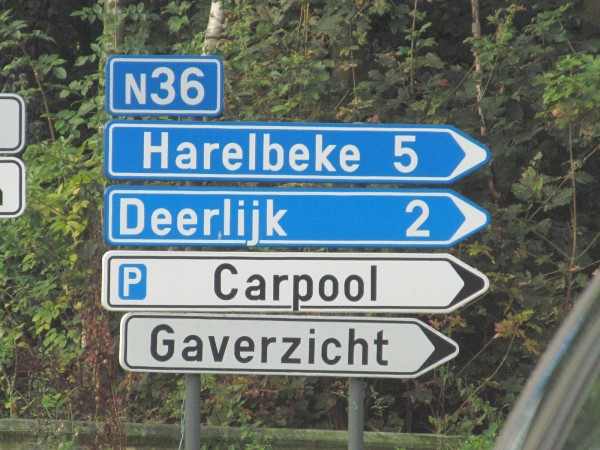 N36
Harelbeke 5
Deerlijk 2
P Carpool
Gaverzicht